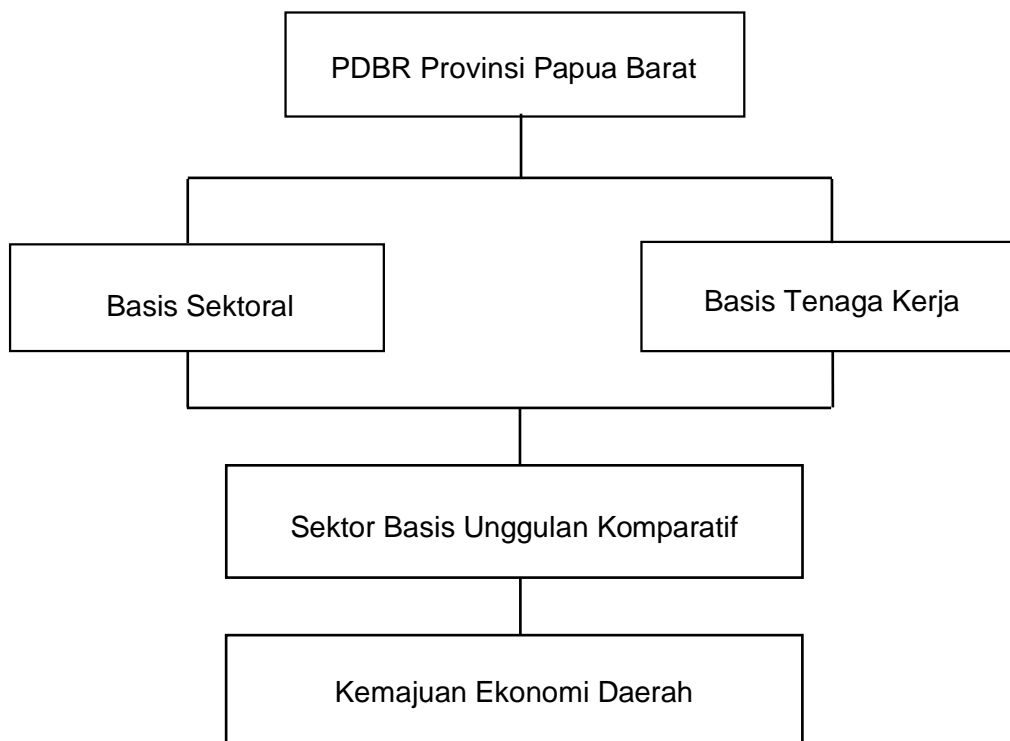 PDBR Provinsi Papua Barat
Basis Sektoral
Basis Tenaga Kerja
Sektor Basis Unggulan Komparatif
Kemajuan Ekonomi Daerah